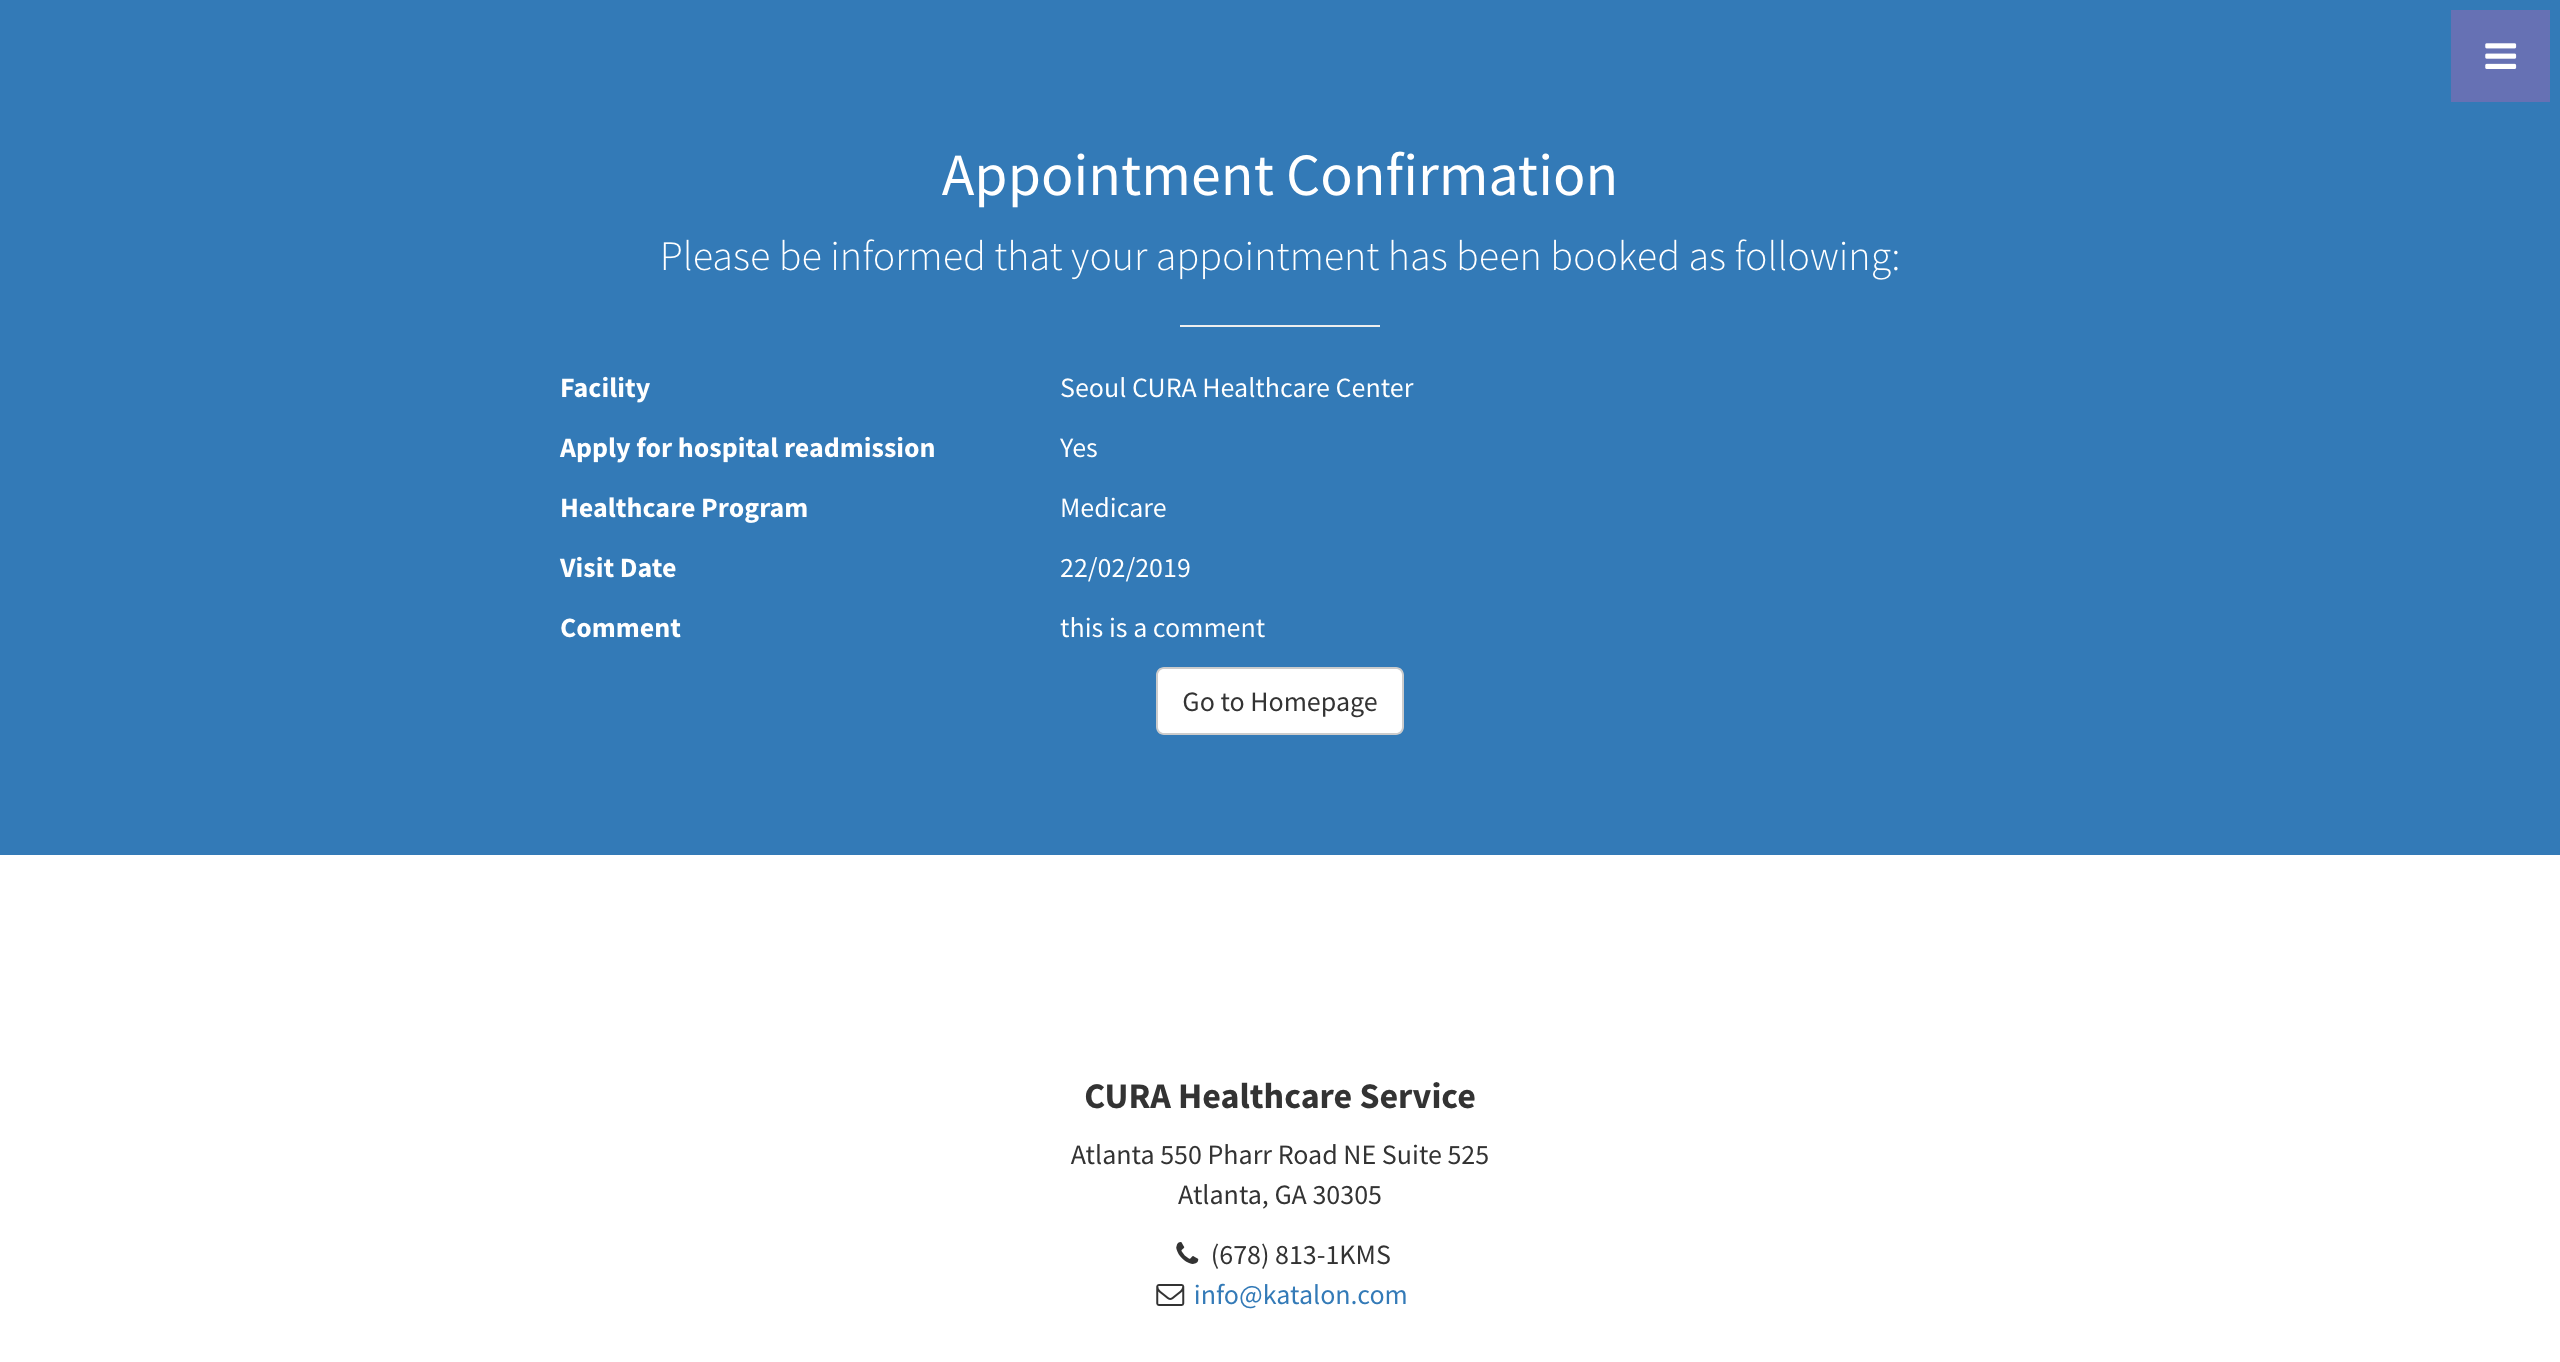 Appointment Confirmation
Please be informed that your appointment has been booked as following:
Facility Seoul CURA Healthcare Center
Apply for hospital readmission Yes
Healthcare Program Medicare
Visit Date 22/02/2019
Comment this is a comment
Go to Homepage
CURA Healthcare Service
Atlanta 550 Pharr Road NE Suite 525
Atlanta, GA 30305
(678) 813-1KMS
info@katalon.com